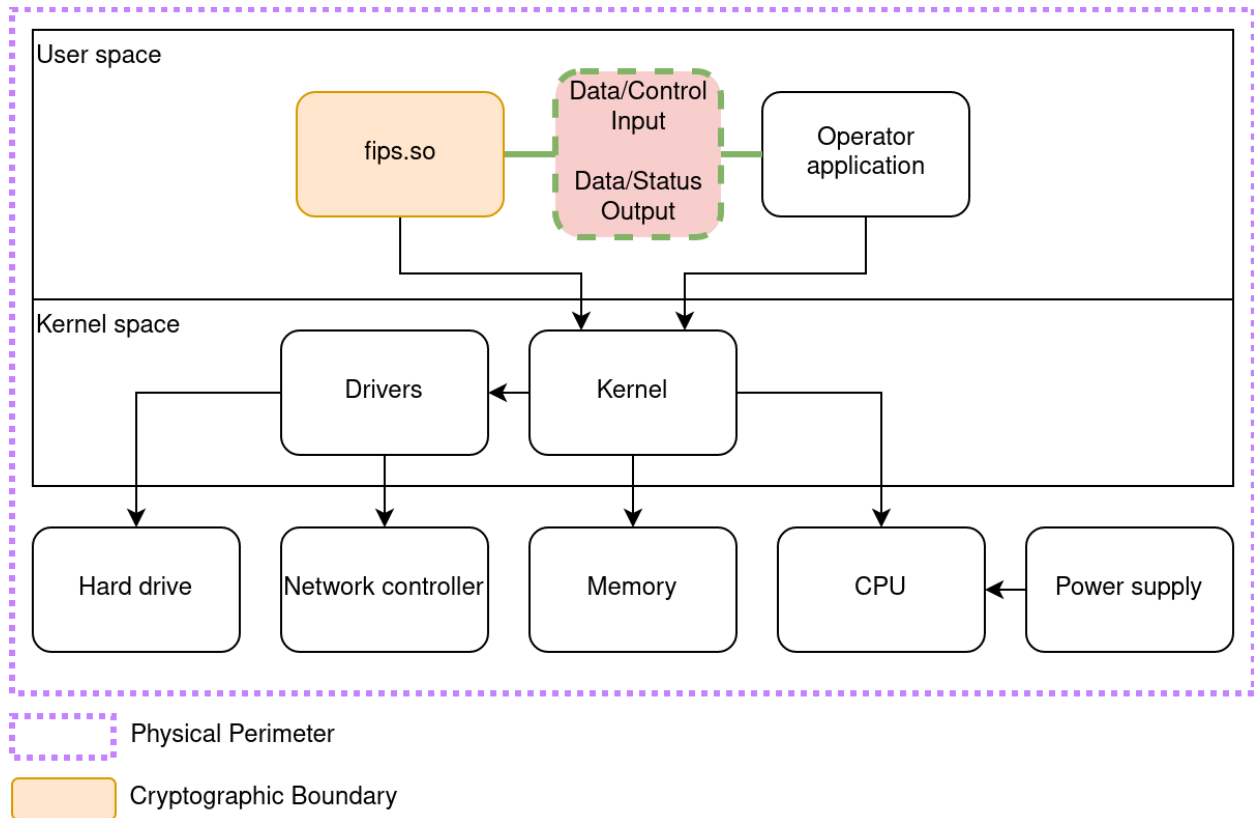 User space
fips.so
Data/Control
Input
Data/Status
Output
Operator
application
Kernel space
Drivers
Kernel
Hard drive
Network controller
Memory
CPU
Power supply
Physical Perimeter
Cryptographic Boundary